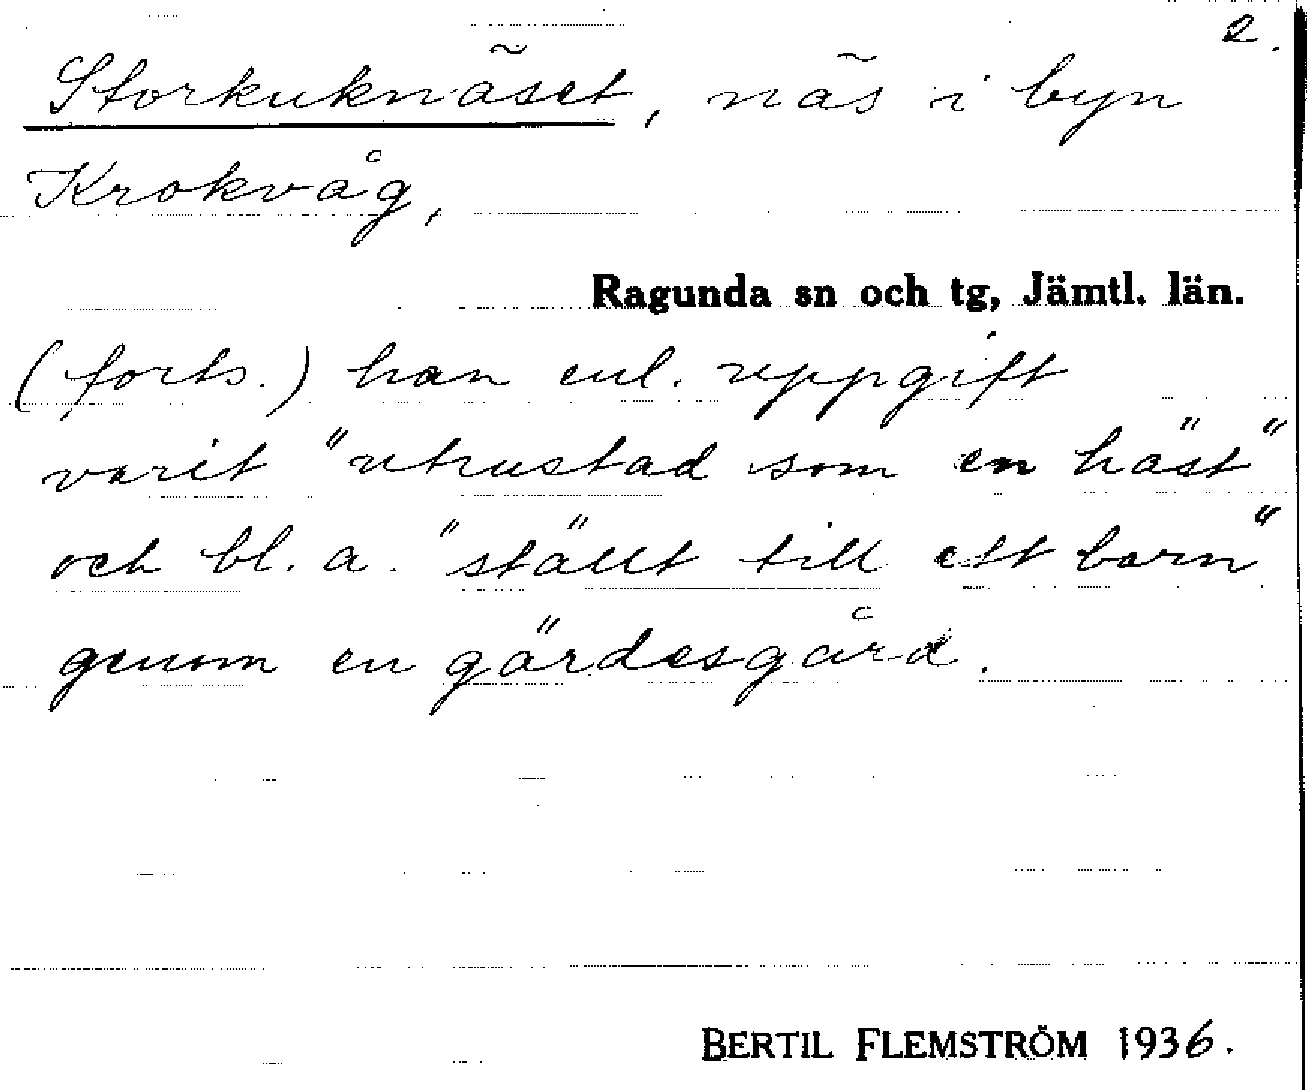 2.
Storkuknäset, näs i byn
Krokvåg,
Ragunda sn och tg, Jämtl. län.
(forts.) han enl. uppgift
varit "utrustad som en häst"
och bl. a. "ställt till ett barn"
genom en gärdesgård.
BERTIL FLEMSTRÖM 1936.